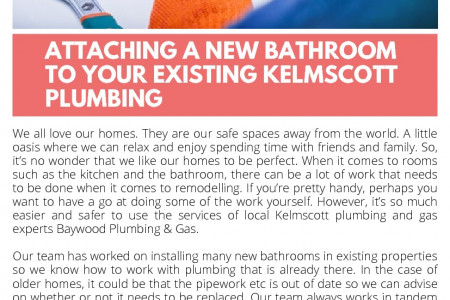 ATTACHING A NEW BATHROOM
TO YOUR EXISTING KELMSCOTT
PLUMBING
We all love our homes. They are our safe spaces away from the world. A little
oasis where we can relax and enjoy spending time with friends and family. So,
it's no wonder that we like our homes to be perfect. When it comes to rooms
such as the kitchen and the bathroom, there can be a lot of work that needs
to be done when it comes to remodelling. If you're pretty handy, perhaps you
want to have a go at doing some of the work yourself. However, it's so much
easier and safer to use the services of local Kelmscott plumbing and gas
experts Baywood Plumbing & Gas.
Our team has worked on installing many new bathrooms in existing properties
so we know how to work with plumbing that is already there. In the case of
older homes, it could be that the pipework etc is out of date so we can advise
on whether or not it needs to be replaced. Our team always works in tandem